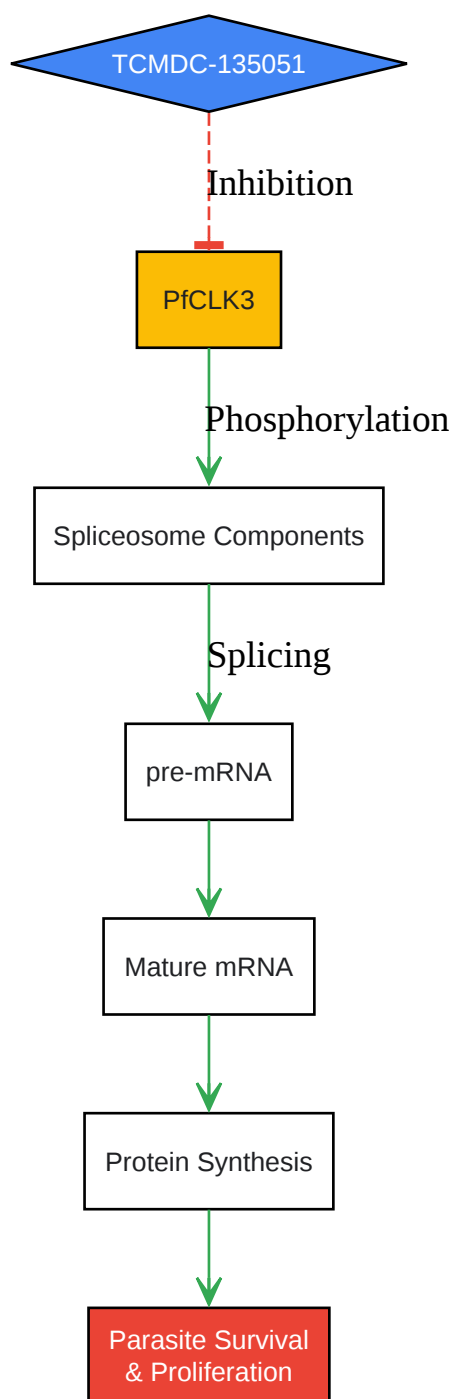 TCMDC-135051
Inhibition
PfCLK3
Phosphorylation
Spliceosome Components
Splicing
pre-mRNA
Mature mRNA
Protein Synthesis
Parasite Survival
& Proliferation